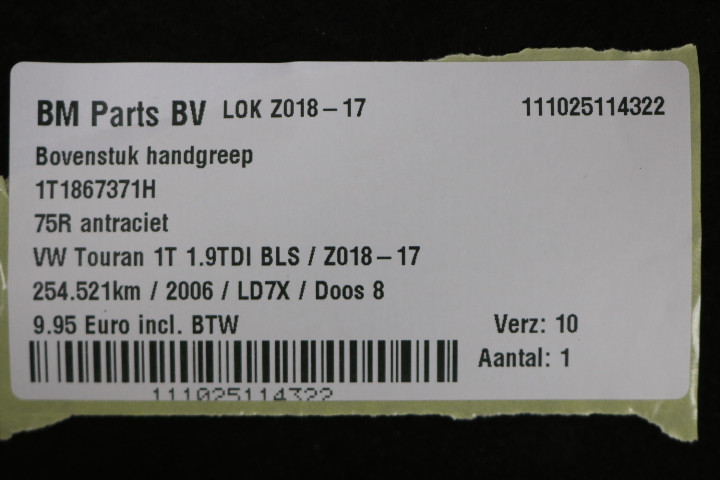 BM Parts BV LOK Z018-17 111025114322
Bovenstuk handgreep
1T1867371H
75R antraciet
VW Touran 1T 1.9TDI BLS / Z018-17
254.521km / 2006 / LD7X / Doos 8
9.95 Euro incl. BTW Verz: 10
Aantal: 1
111025114322